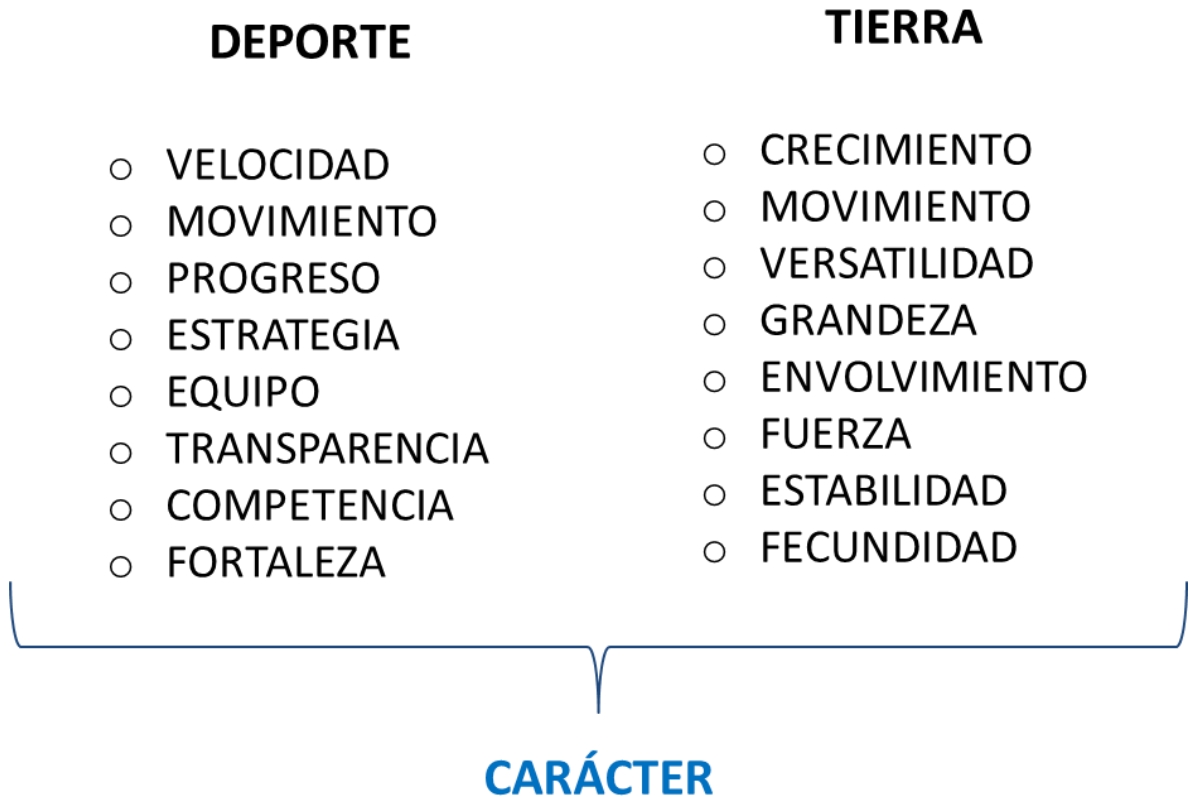 DEPORTE
○ VELOCIDAD
○ MOVIMIENTO
○ PROGRESO
○ ESTRATEGIA
○ EQUIPO
○ TRANSPARENCIA
○ COMPETENCIA
○ FORTALEZA
TIERRA
○ CRECIMIENTO
○ MOVIMIENTO
○ VERSATILIDAD
○ GRANDEZA
○ ENVOLVIMIENTO
○ FUERZA
○ ESTABILIDAD
○ FECUNDIDAD
CARÁCTER